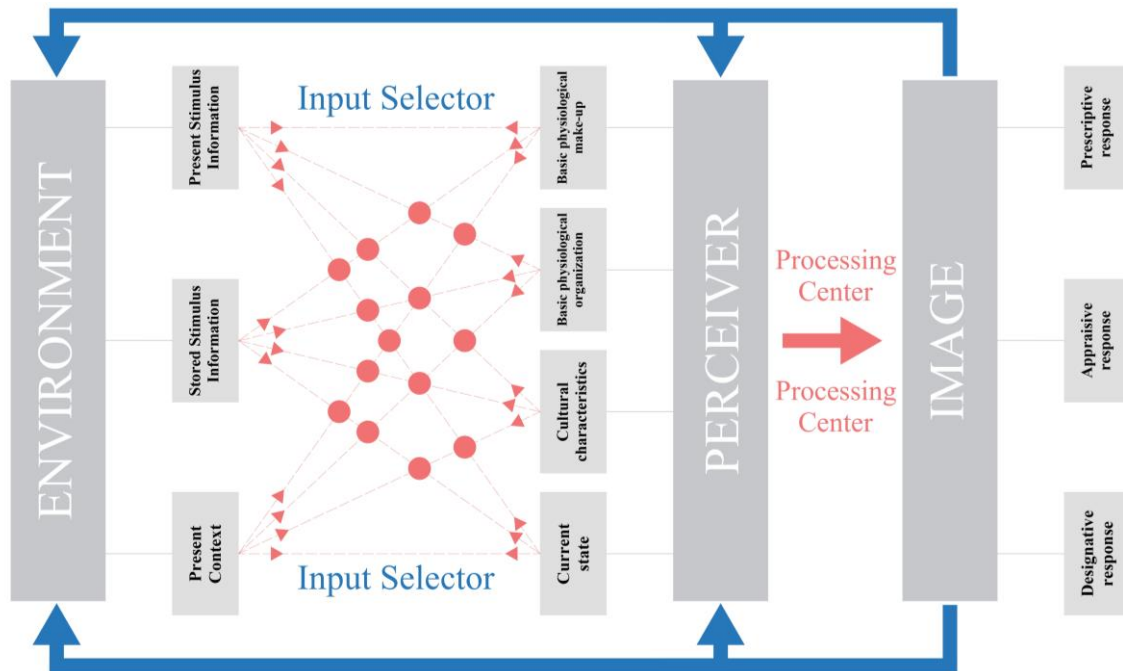 ENVIRONMENT
Present Stimulus
Information
Stored Stimulus
Information
Present
Context
Input Selector
Input Selector
Basic physiological
make-up
Basic physiological
organization
Cultural
characteristics
Current
state
PERCEIVER
Processing
Center
Processing
Center
IMAGE
Prescriptive
response
Appraisive
response
Designative
response